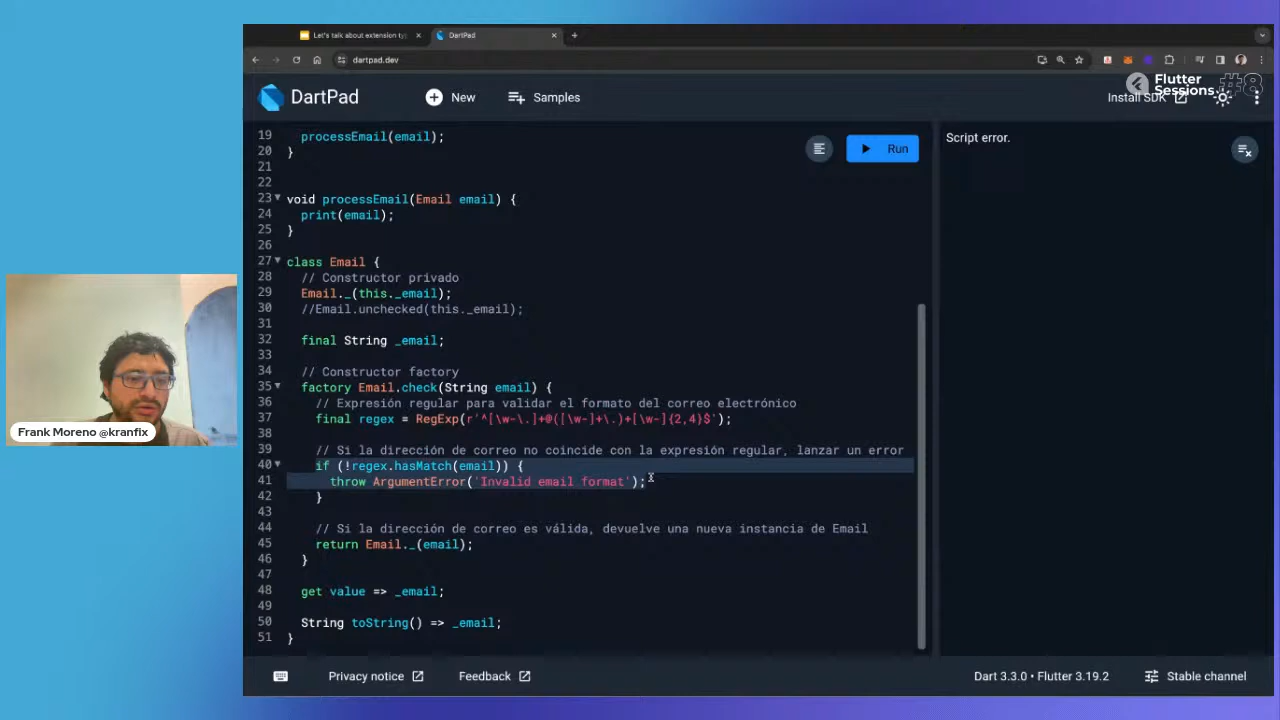 Let's talk about extension ty
DartPad
dartpad.dev
DartPad
New
Samples
Install SDK
Flutter
Sessions
#8
19 processEmail(email);
20 }
21
22
23 void processEmail(Email email) {
24 print(email);
25 }
26
27 class Email {
28 // Constructor privado
29 Email._(this._email);
30 //Email.unchecked(this._email);
31
32 final String _email;
33
34 // Constructor factory
35 factory Email.check(String email) {
36 // Expresión regular para validar el formato del correo electrónico
37 final regex = RegExp(r'^[\w-\.]+@([\w-]+\.)+[\w-]{2,4}$');
38
39 // Si la dirección de correo no coincide con la expresión regular, lanzar un error
40 if (!regex.hasMatch(email)) {
41 throw ArgumentError('Invalid email format');
42 }
43
44 // Si la dirección de correo es válida, devuelve una nueva instancia de Email
45 return Email._(email);
46 }
47
48 get value => _email;
49
50 String toString() => _email;
51 }
Run
Script error.
Frank Moreno @kranfix
Privacy notice
Feedback
Dart 3.3.0 • Flutter 3.19.2
Stable channel